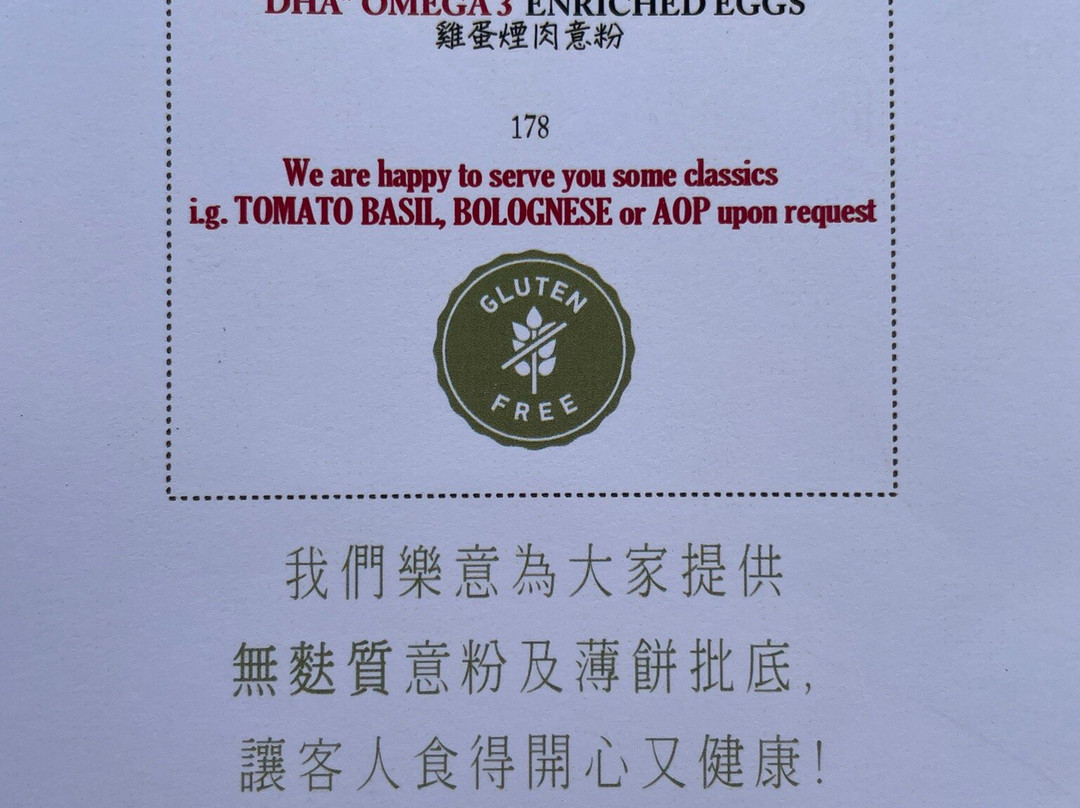 DHA* OMEGA 3 ENRICHED EGGS
雞蛋煙肉意粉
178
We are happy to serve you some classics
i.g. TOMATO BASIL, BOLOGNESE or AOP upon request
GLUTEN
FREE
我們樂意為大家提供
無麩質意粉及薄餅批底,
讓客人食得開心又健康!